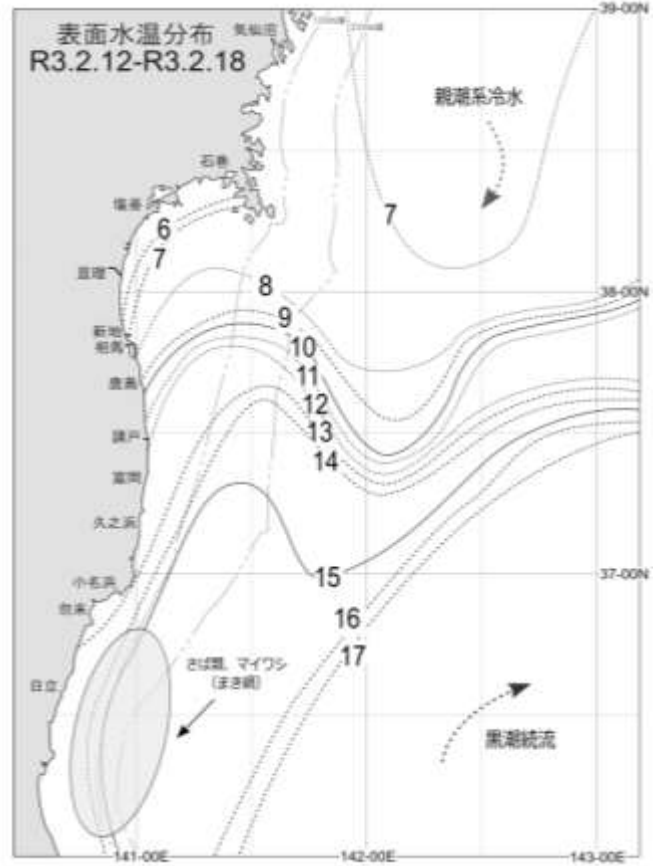 表面水温分布
R3.2.12-R3.2.18
気仙沼
39-00N
親潮系冷水
石巻
塩釜
6
7
7
亘理
8
38-00N
9
新地
相馬
10
11
鹿島
12
13
請戸
14
富岡
久之浜
15
37-00N
小名浜
勿来
16
17
さば類、マイワシ
(まき網)
日立
黒潮続流
141-00E
142-00E
143-00E